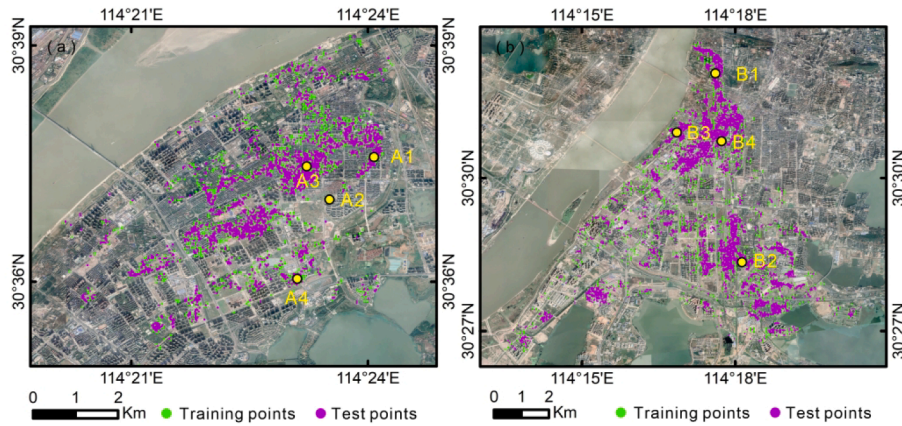 114°21'E 114°24'E
114°15'E 114°18'E
30°39'N
30°39'N
( a )
A1
A3
A2
A4
30°36'N
30°36'N
114°21'E 114°24'E
0 1 2
Km
Training points
Test points
( b )
B1
B3
B4
30°30'N
30°30'N
B2
30°27'N
30°27'N
114°15'E 114°18'E
0 1 2
Km
Training points
Test points